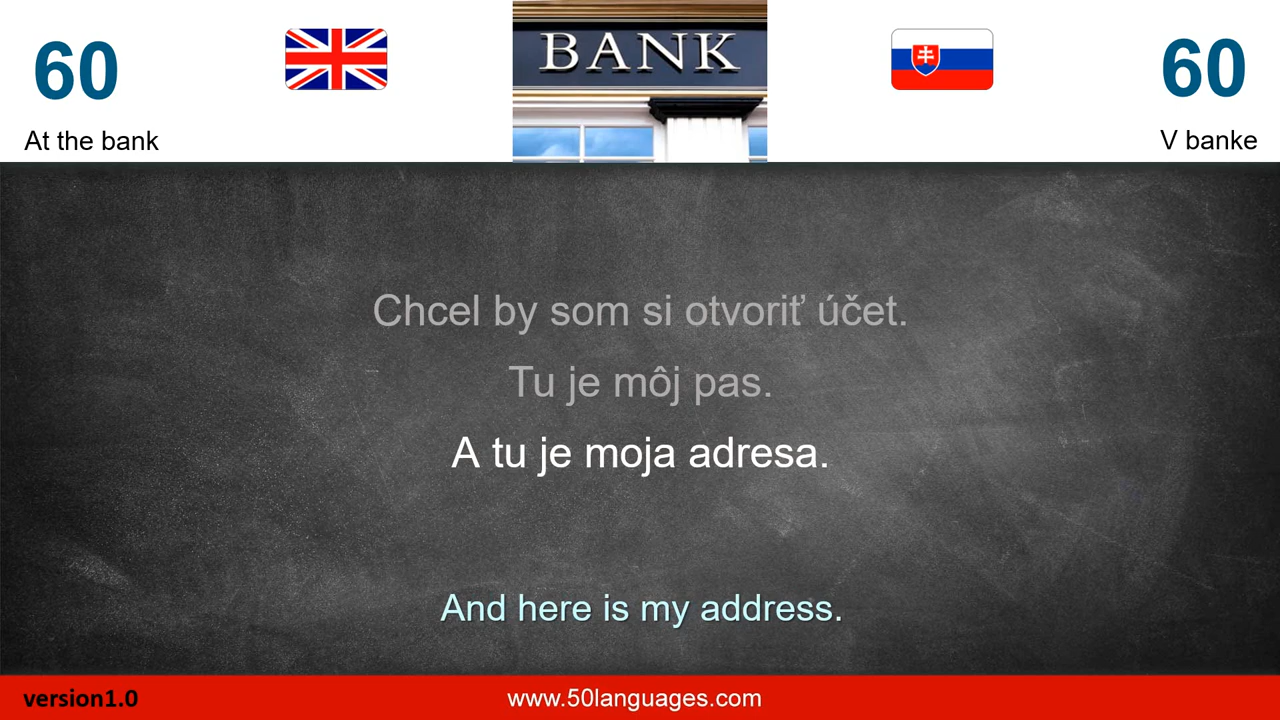 60
60
At the bank
BANK
V banke
Chcel by som si otvoriť účet.
Tu je môj pas.
A tu je moja adresa.
And here is my address.
version1.0
www.50languages.com